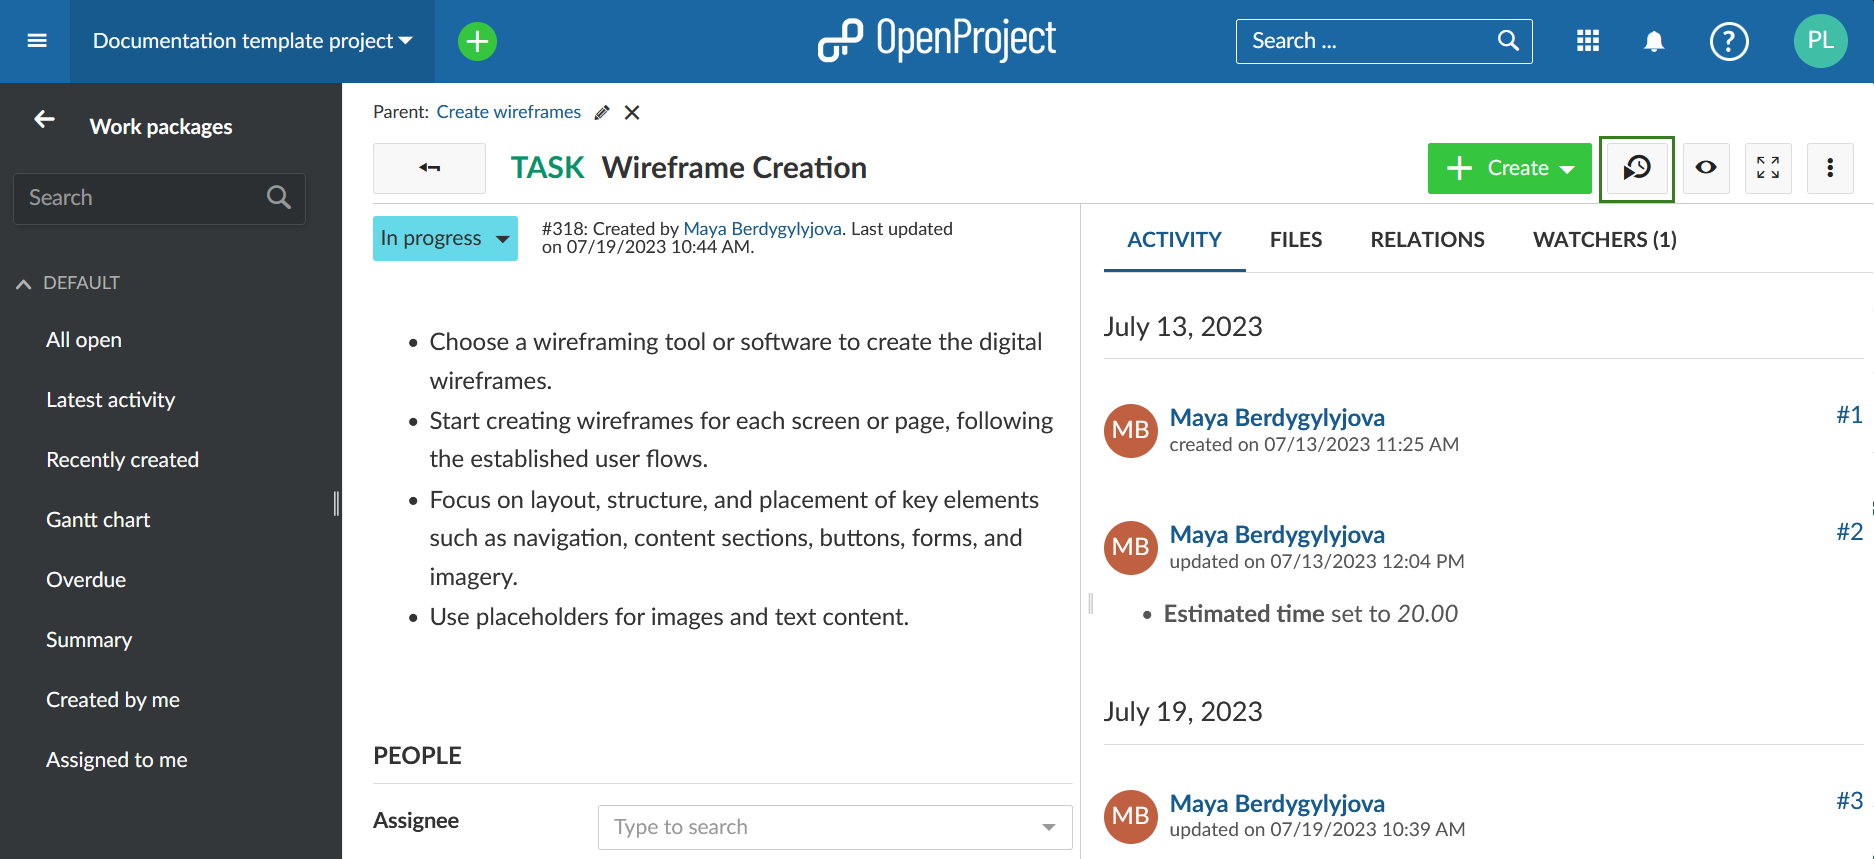 Documentation template project
OpenProject
Search ...
?
PL
Work packages
Search
DEFAULT
All open
Latest activity
Recently created
Gantt chart
Overdue
Summary
Created by me
Assigned to me
Parent: Create wireframes
TASK Wireframe Creation
Create
In progress
#318: Created by Maya Berdygylyjova. Last updated
on 07/19/2023 10:44 AM.
• Choose a wireframing tool or software to create the digital
wireframes.
• Start creating wireframes for each screen or page, following
the established user flows.
• Focus on layout, structure, and placement of key elements
such as navigation, content sections, buttons, forms, and
imagery.
• Use placeholders for images and text content.
PEOPLE
Assignee
Type to search
ACTIVITY
FILES
RELATIONS
WATCHERS (1)
July 13, 2023
MB
Maya Berdygylyjova
#1
created on 07/13/2023 11:25 AM
MB
Maya Berdygylyjova
#2
updated on 07/13/2023 12:04 PM
• Estimated time set to 20.00
July 19, 2023
MB
Maya Berdygylyjova
#3
updated on 07/19/2023 10:39 AM